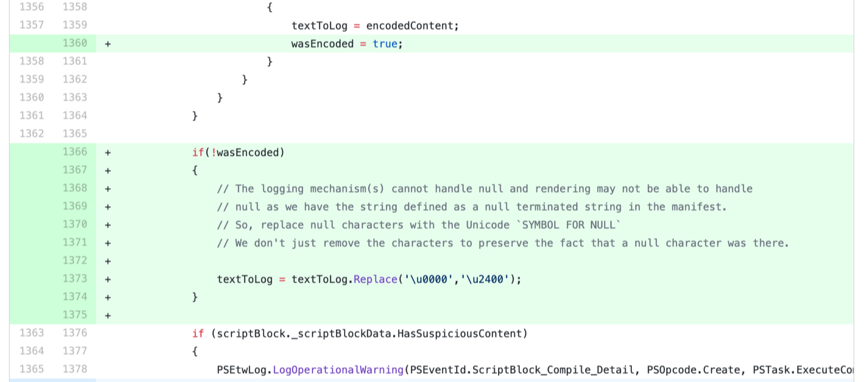 1356 1358 {
1357 1359 textToLog = encodedContent;
1360 + wasEncoded = true;
1358 1361 }
1359 1362 }
1360 1363 }
1361 1364 }
1362 1365
1366 + if(!wasEncoded)
1367 + {
1368 + // The logging mechanism(s) cannot handle null and rendering may not be able to handle
1369 + // null as we have the string defined as a null terminated string in the manifest.
1370 + // So, replace null characters with the Unicode `SYMBOL FOR NULL`
1371 + // We don't just remove the characters to preserve the fact that a null character was there.
1372 +
1373 + textToLog = textToLog.Replace('\u0000','\u2400');
1374 + }
1375 +
1363 1376 if (scriptBlock._scriptBlockData.HasSuspiciousContent)
1364 1377 {
1365 1378 PSEtwLog.LogOperationalWarning(PSEventId.ScriptBlock_Compile_Detail, PSOpcode.Create, PSTask.ExecuteCo